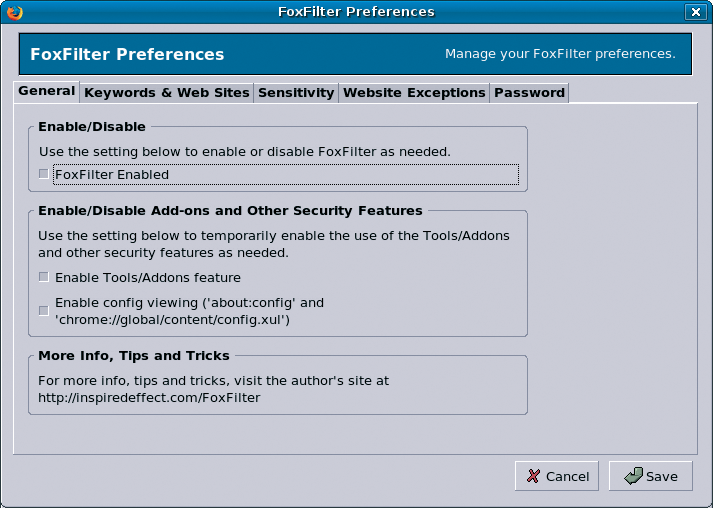 FoxFilter Preferences
FoxFilter Preferences
Manage your FoxFilter preferences.
General
Keywords & Web Sites
Sensitivity
Website Exceptions
Password
Enable/Disable
Use the setting below to enable or disable FoxFilter as needed.
FoxFilter Enabled
Enable/Disable Add-ons and Other Security Features
Use the setting below to temporarily enable the use of the Tools/Addons
and other security features as needed.
Enable Tools/Addons feature
Enable config viewing ('about:config' and
'chrome://global/content/config.xul')
More Info, Tips and Tricks
For more info, tips and tricks, visit the author's site at
http://inspiredeffect.com/FoxFilter
Cancel
Save